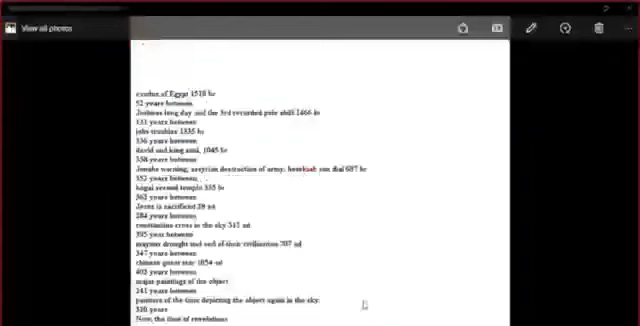 View all photos
exodus of Egypt 1518 bc
52 years between
Joshuas long day and the 3rd recorded pole shift 1466 bc
131 years between
jobs troubles 1335 bc
years between
david and king saul, 1045 bc
358 years between
Jonahs warning, assyrian destruction of army, hezekiah sun dial 687 bc
352 years between
hagai second temple 335 bc
362 years between
Jesus is sacrificed ad
284 years between
constantine cross in the sky 312 ad
395 years between
mayans drought and end of their civilization 707 ad
347 years between
chinese guest star 1054 ad
403 years between
major paintings of the object
241 years between
painters of the time depicting the object again in the sky
320 years
Now, the time of revelations